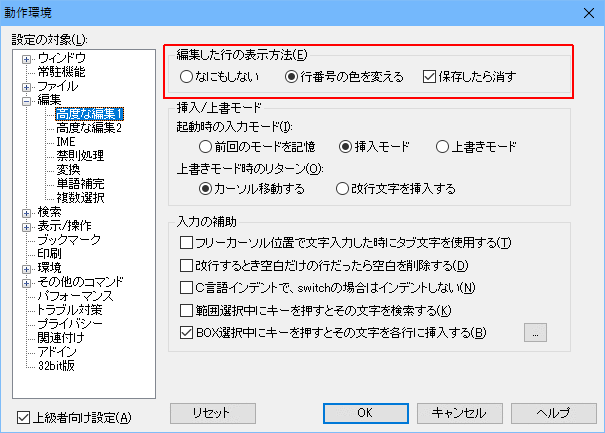 動作環境
設定の対象(L):
ウィンドウ
常駐機能
ファイル
編集
高度な編集1
高度な編集2
IME
禁則処理
変換
単語補完
複数選択
検索
表示/操作
ブックマーク
印刷
環境
その他のコマンド
パフォーマンス
トラブル対策
プライバシー
関連付け
アドイン
32bit版
上級者向け設定(A)
編集した行の表示方法(E)
なにもしない 行番号の色を変える 保存したら消す
挿入/上書モード
起動時の入力モード(I):
前回のモードを記憶 挿入モード 上書きモード
上書きモード時のリターン(O):
カーソル移動する 改行文字を挿入する
入力の補助
フリーカーソル位置で文字入力した時にタブ文字を使用する(T)
改行するとき空白だけの行だったら空白を削除する(D)
C言語インデントで、switchの場合はインデントしない(N)
範囲選択中にキーを押すとその文字を検索する(K)
BOX選択中にキーを押すとその文字を各行に挿入する(B) ...
リセット OK キャンセル ヘルプ